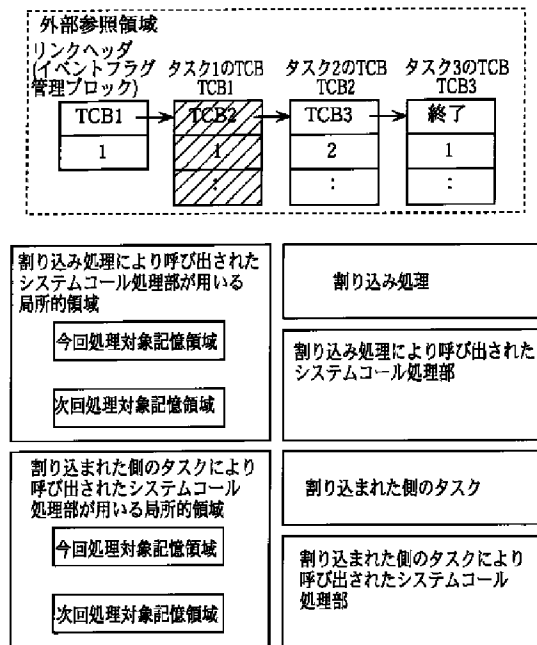 外部参照領域
リンクヘッダ
(イベントフラグ
管理ブロック)
タスク1のTCB
TCB1
タスク2のTCB
TCB2
タスク3のTCB
TCB3
TCB1
1
TCB2
1
:
TCB3
2
:
終了
1
:
割り込み処理により呼び出された
システムコール処理部が用いる
局所的領域
今回処理対象記憶領域
次回処理対象記憶領域
割り込み処理
割り込み処理により呼び出された
システムコール処理部
割り込まれた側のタスクにより
呼び出されたシステムコール
処理部が用いる局所的領域
今回処理対象記憶領域
次回処理対象記憶領域
割り込まれた側のタスク
割り込まれた側のタスクにより
呼び出されたシステムコール
処理部